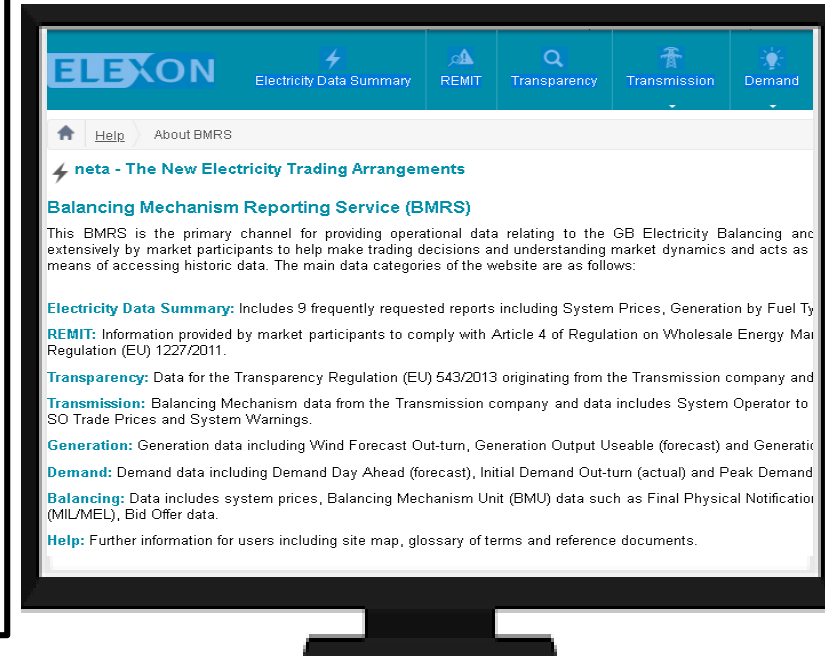 ELEXON
Electricity Data Summary
REMIT
Transparency
Transmission
Demand
Help
About BMRS
neta - The New Electricity Trading Arrangements
Balancing Mechanism Reporting Service (BMRS)
This BMRS is the primary channel for providing operational data relating to the GB Electricity Balancing and
extensively by market participants to help make trading decisions and understanding market dynamics and acts as
means of accessing historic data. The main data categories of the website are as follows:
Electricity Data Summary: Includes 9 frequently requested reports including System Prices, Generation by Fuel Ty
REMIT: Information provided by market participants to comply with Article 4 of Regulation on Wholesale Energy Mar
Regulation (EU) 1227/2011.
Transparency: Data for the Transparency Regulation (EU) 543/2013 originating from the Transmission company and
Transmission: Balancing Mechanism data from the Transmission company and data includes System Operator to
SO Trade Prices and System Warnings.
Generation: Generation data including Wind Forecast Out-turn, Generation Output Useable (forecast) and Generatio
Demand: Demand data including Demand Day Ahead (forecast), Initial Demand Out-turn (actual) and Peak Demand
Balancing: Data includes system prices, Balancing Mechanism Unit (BMU) data such as Final Physical Notification
(MIL/MEL), Bid Offer data.
Help: Further information for users including site map, glossary of terms and reference documents.